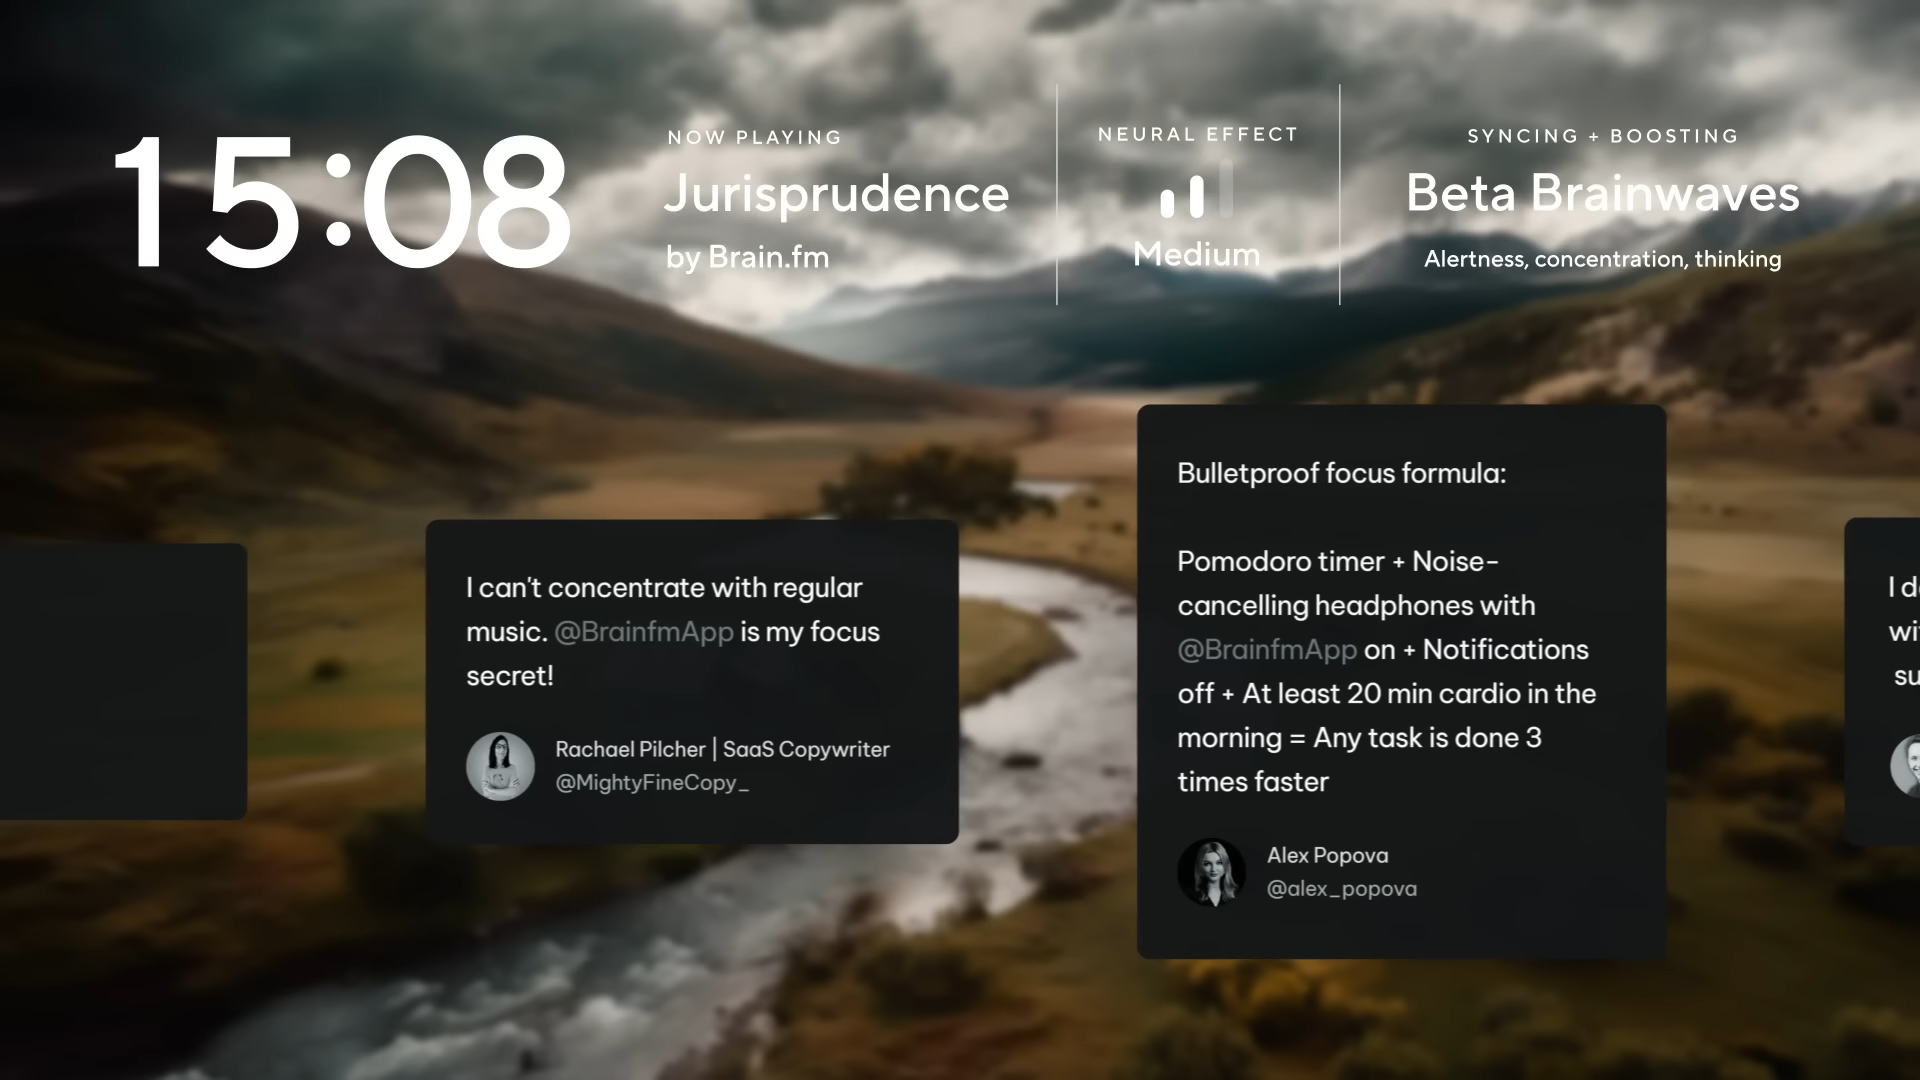 15:08
NOW PLAYING
Jurisprudence
by Brain.fm
NEURAL EFFECT
Medium
SYNCING + BOOSTING
Beta Brainwaves
Alertness, concentration, thinking
I can't concentrate with regular
music. @BrainfmApp is my focus
secret!
Rachael Pilcher | SaaS Copywriter
@MightyFineCopy_
Bulletproof focus formula:
Pomodoro timer + Noise-
cancelling headphones with
@BrainfmApp on + Notifications
off + At least 20 min cardio in the
morning = Any task is done 3
times faster
Alex Popova
@alex_popova
I